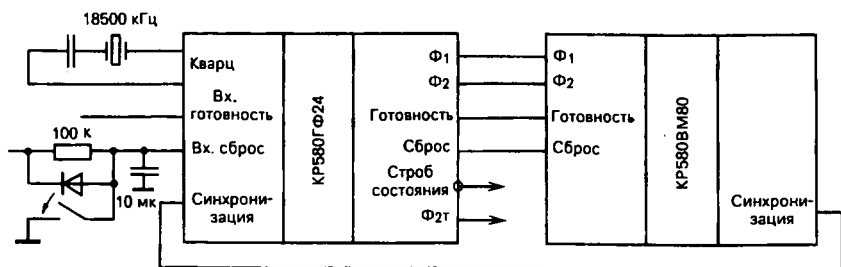 18500 кГц
Кварц
Вх.
готовность
100 к
Вх. сброс
10 мк
Синхрони-
зация
КР580ГФ24
Ф1
Ф2
Готовность
Сброс
Строб
состояния
Ф2т
Ф1
Ф2
Готовность
Сброс
КР580ВМ80
Синхрони-
зация